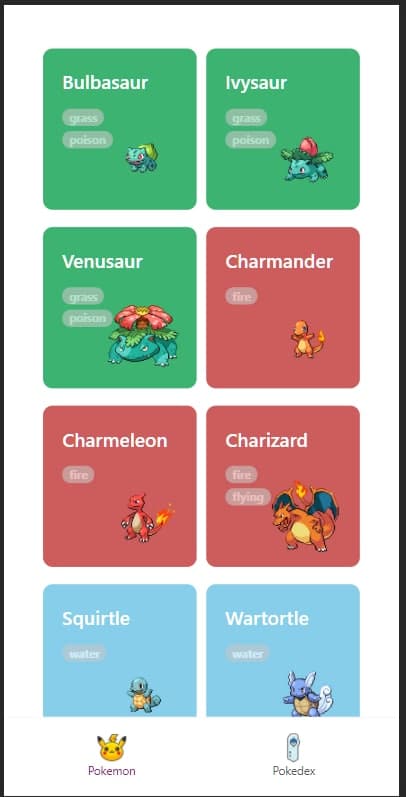 Bulbasaur
grass
poison
Ivysaur
grass
poison
Venusaur
grass
poison
Charmander
fire
Charmeleon
fire
Charizard
fire
flying
Squirtle
water
Wartortle
water
Pokemon
Pokedex